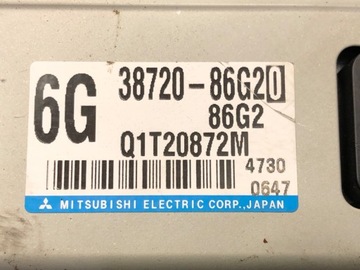 6G
38720-86G20
86G2
Q1T20872M
4730
0647
MITSUBISHI ELECTRIC CORP., JAPAN